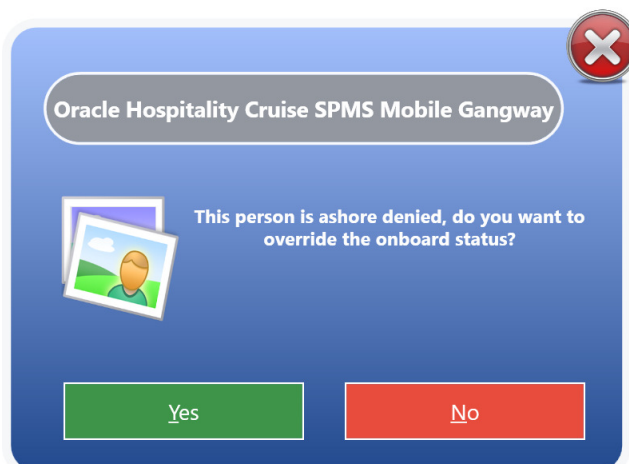 Oracle Hospitality Cruise SPMS Mobile Gangway
This person is ashore denied, do you want to
override the onboard status?
Yes
No